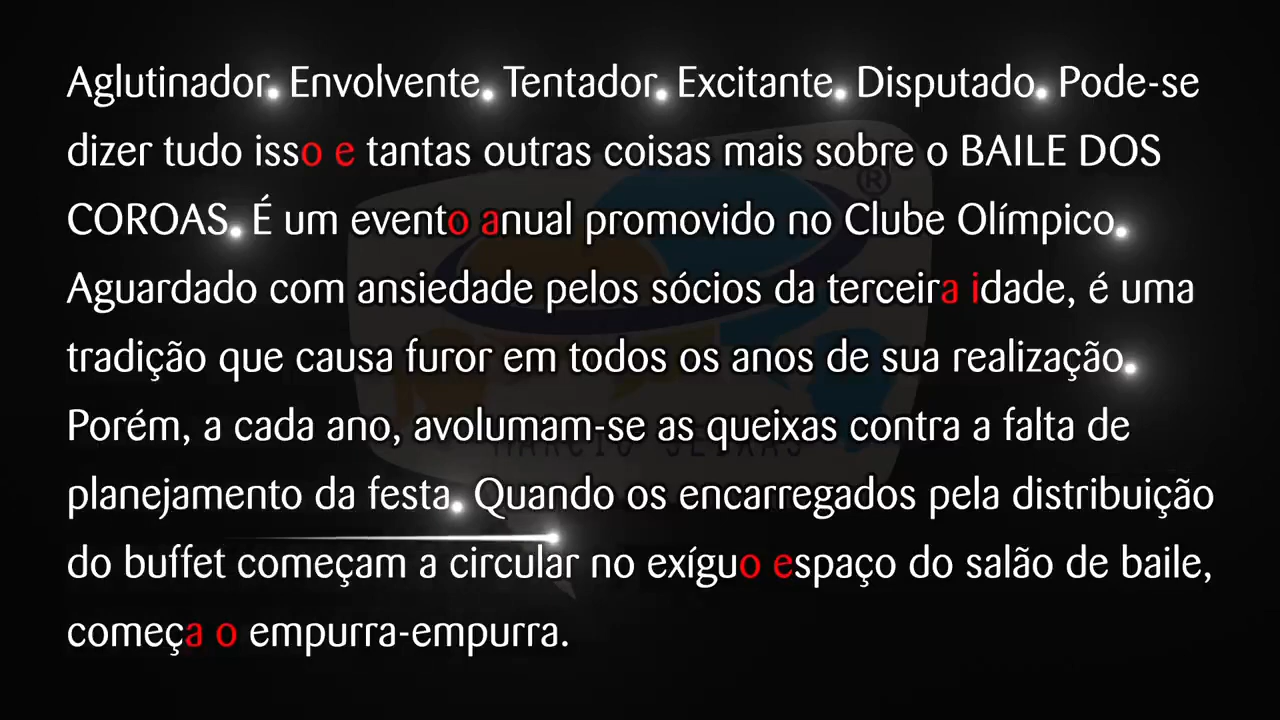 Aglutinador. Envolvente. Tentador. Excitante. Disputado. Pode-se
dizer tudo isso e tantas outras coisas mais sobre o BAILE DOS
COROAS. É um evento anual promovido no Clube Olímpico.
Aguardado com ansiedade pelos sócios da terceira idade, é uma
tradição que causa furor em todos os anos de sua realização.
Porém, a cada ano, avolumam-se as queixas contra a falta de
planejamento da festa. Quando os encarregados pela distribuição
do buffet começam a circular no exíguo espaço do salão de baile,
começa o empurra-empurra.
®
MÁRCIO SEIXAS